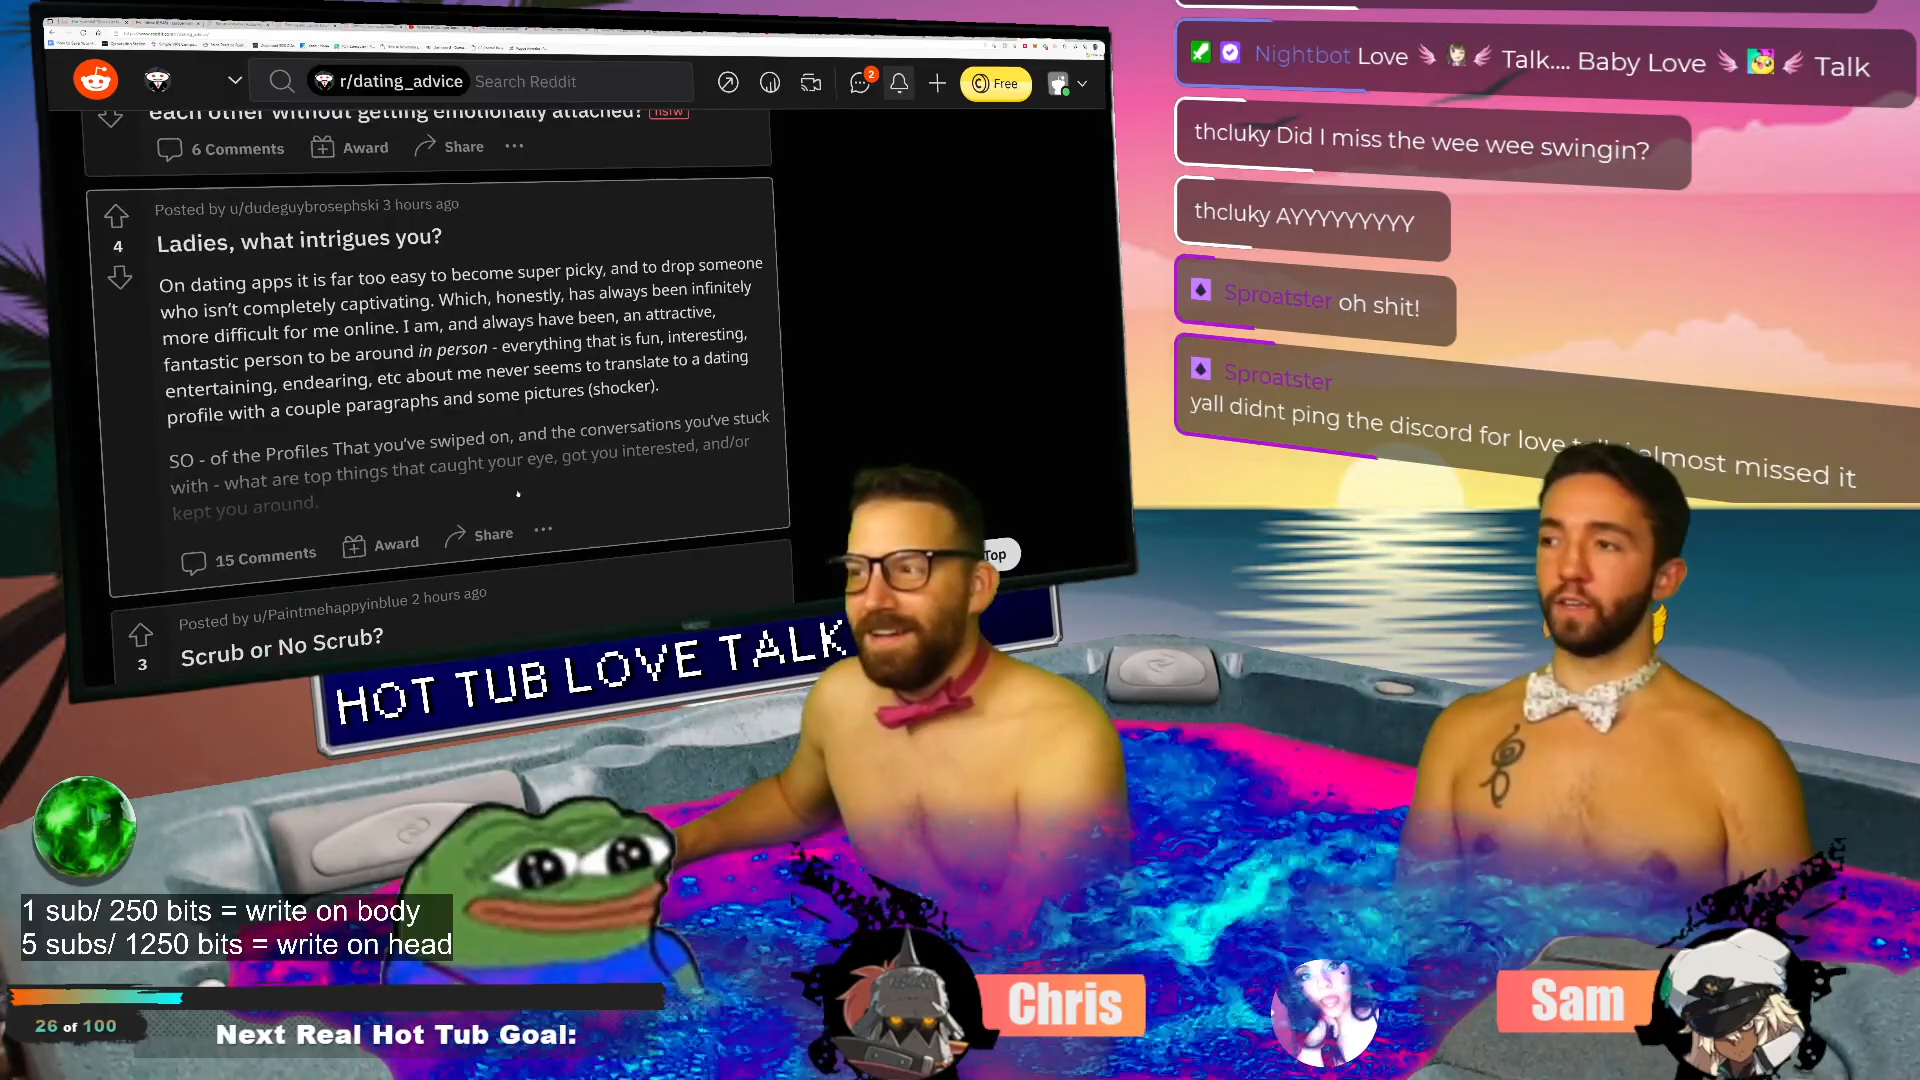 r/dating_advice Search Reddit
2
Free
each other without getting emotionally attached? nsfw
6 Comments Award Share ...
Posted by u/dudeguybrosephski 3 hours ago
4
Ladies, what intrigues you?
On dating apps it is far too easy to become super picky, and to drop someone
who isn't completely captivating. Which, honestly, has always been infinitely
more difficult for me online. I am, and always have been, an attractive,
fantastic person to be around in person - everything that is fun, interesting,
entertaining, endearing, etc about me never seems to translate to a dating
profile with a couple paragraphs and some pictures (shocker).
SO - of the Profiles That you've swiped on, and the conversations you've stuck
with - what are top things that caught your eye, got you interested, and/or
kept you around.
15 Comments Award Share ...
Top
Posted by u/Paintmehappyinblue 2 hours ago
3
Scrub or No Scrub?
HOT TUB LOVE TALK
Nightbot Love Talk.... Baby Love Talk
thcluky Did I miss the wee wee swingin?
thcluky AYYYYYYYYY
Sproatster oh shit!
Sproatster
yall didnt ping the discord for love almost missed it
1 sub/ 250 bits = write on body
5 subs/ 1250 bits = write on head
26 of 100
Next Real Hot Tub Goal:
Chris
Sam